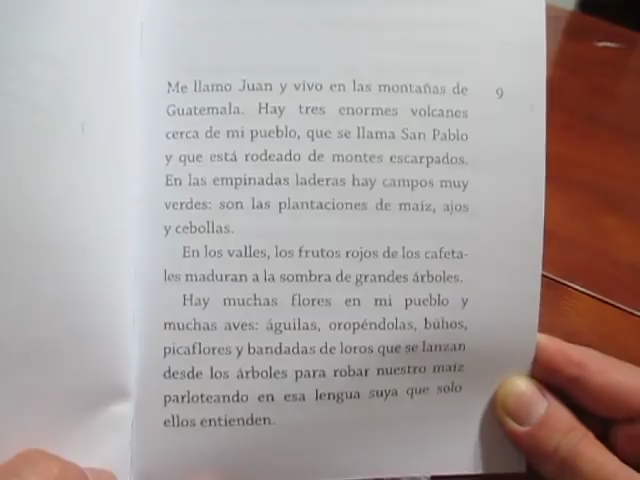 Me llamo Juan y vivo en las montañas de
9
Guatemala. Hay tres enormes volcanes
cerca de mi pueblo, que se llama San Pablo
y que está rodeado de montes escarpados.
En las empinadas laderas hay campos muy
verdes: son las plantaciones de maíz, ajos
y cebollas.
En los valles, los frutos rojos de los cafeta-
les maduran a la sombra de grandes árboles.
Hay muchas flores en mi pueblo y
muchas aves: águilas, oropéndolas, búhos,
picaflores y bandadas de loros que se lanzan
desde los árboles para robar nuestro maíz
parloteando en esa lengua suya que solo
ellos entienden.